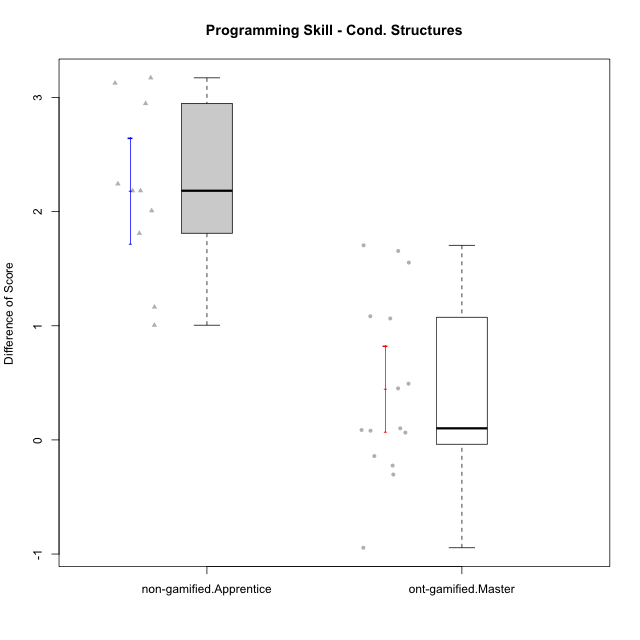 Programming Skill - Cond. Structures
Difference of Score
3
2
1
0
-1
non-gamified.Apprentice
ont-gamified.Master